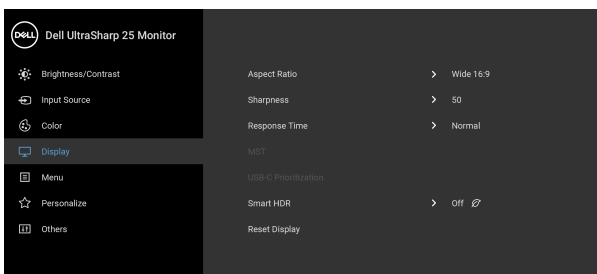 DELL Dell UltraSharp 25 Monitor
Brightness/Contrast
Input Source
Color
Display
Menu
Personalize
Others
Aspect Ratio Wide 16:9
Sharpness 50
Response Time Normal
MST
USB-C Prioritization
Smart HDR Off
Reset Display